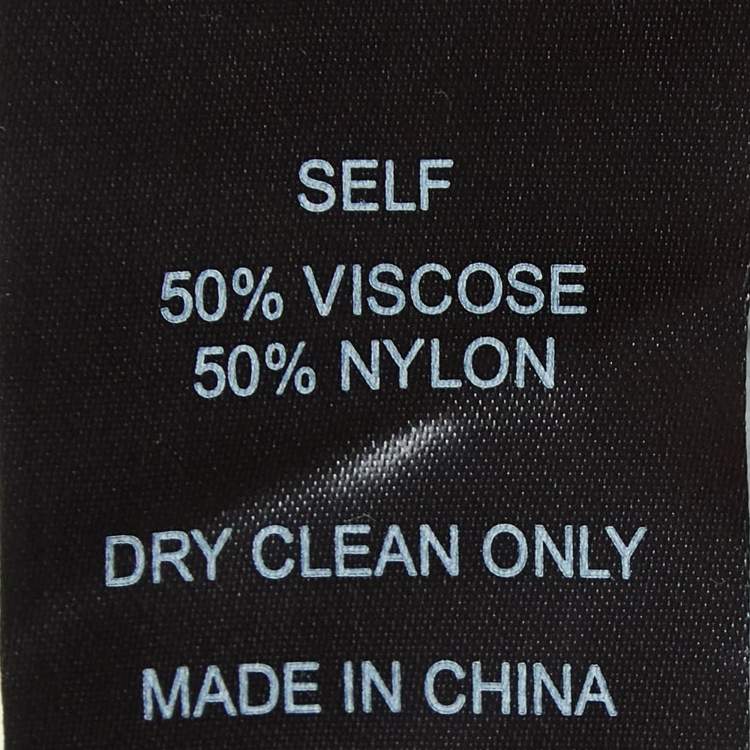 SELF
50% VISCOSE
50% NYLON
DRY CLEAN ONLY
MADE IN CHINA